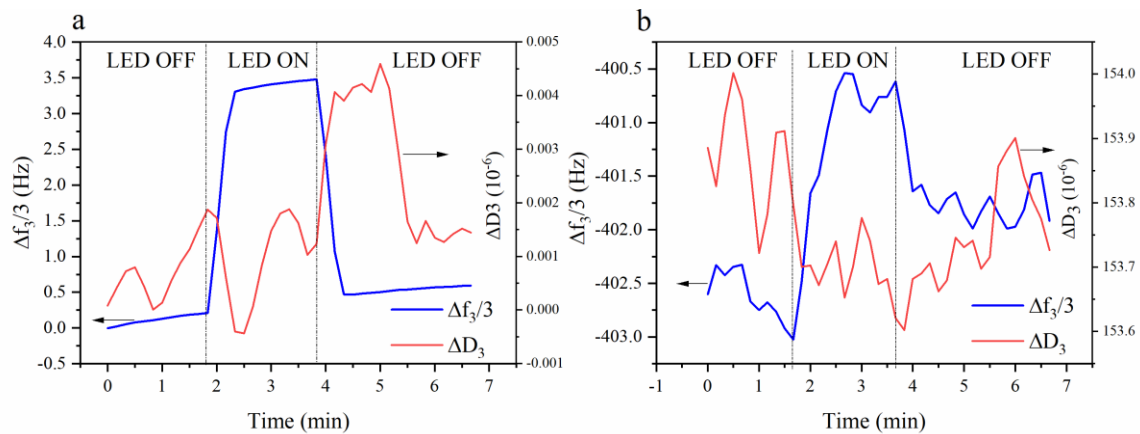 a
LED OFF
LED ON
LED OFF
4.0
3.5
3.0
2.5
2.0
1.5
1.0
0.5
0.0
-0.5
Δf₃/3 (Hz)
0.005
0.004
0.003
0.002
0.001
0.000
-0.001
ΔD3 (10⁻⁶)
Δf₃/3
ΔD₃
0 1 2 3 4 5 6 7
Time (min)
b
LED OFF
LED ON
LED OFF
-400.5
-401.0
-401.5
-402.0
-402.5
-403.0
Δf₃/3 (Hz)
154.0
153.9
153.8
153.7
153.6
ΔD3 (10⁻⁶)
Δf₃/3
ΔD₃
-1 0 1 2 3 4 5 6 7
Time (min)